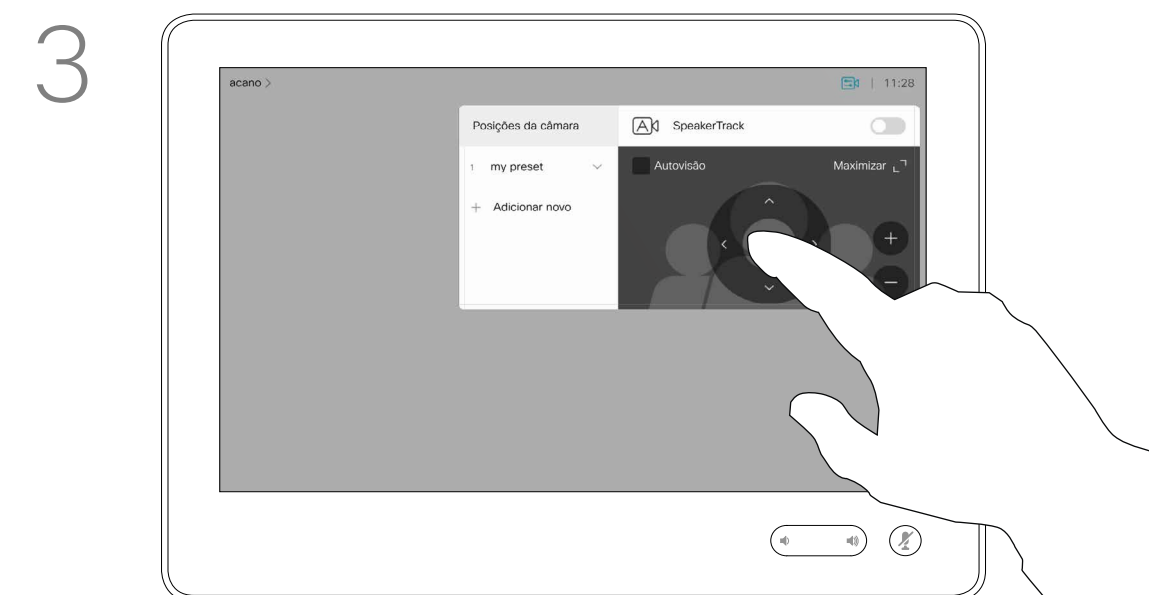 3
acano >
11:28
Posições da câmara
SpeakerTrack
1 my preset
Autovisão
Maximizar
+ Adicionar novo